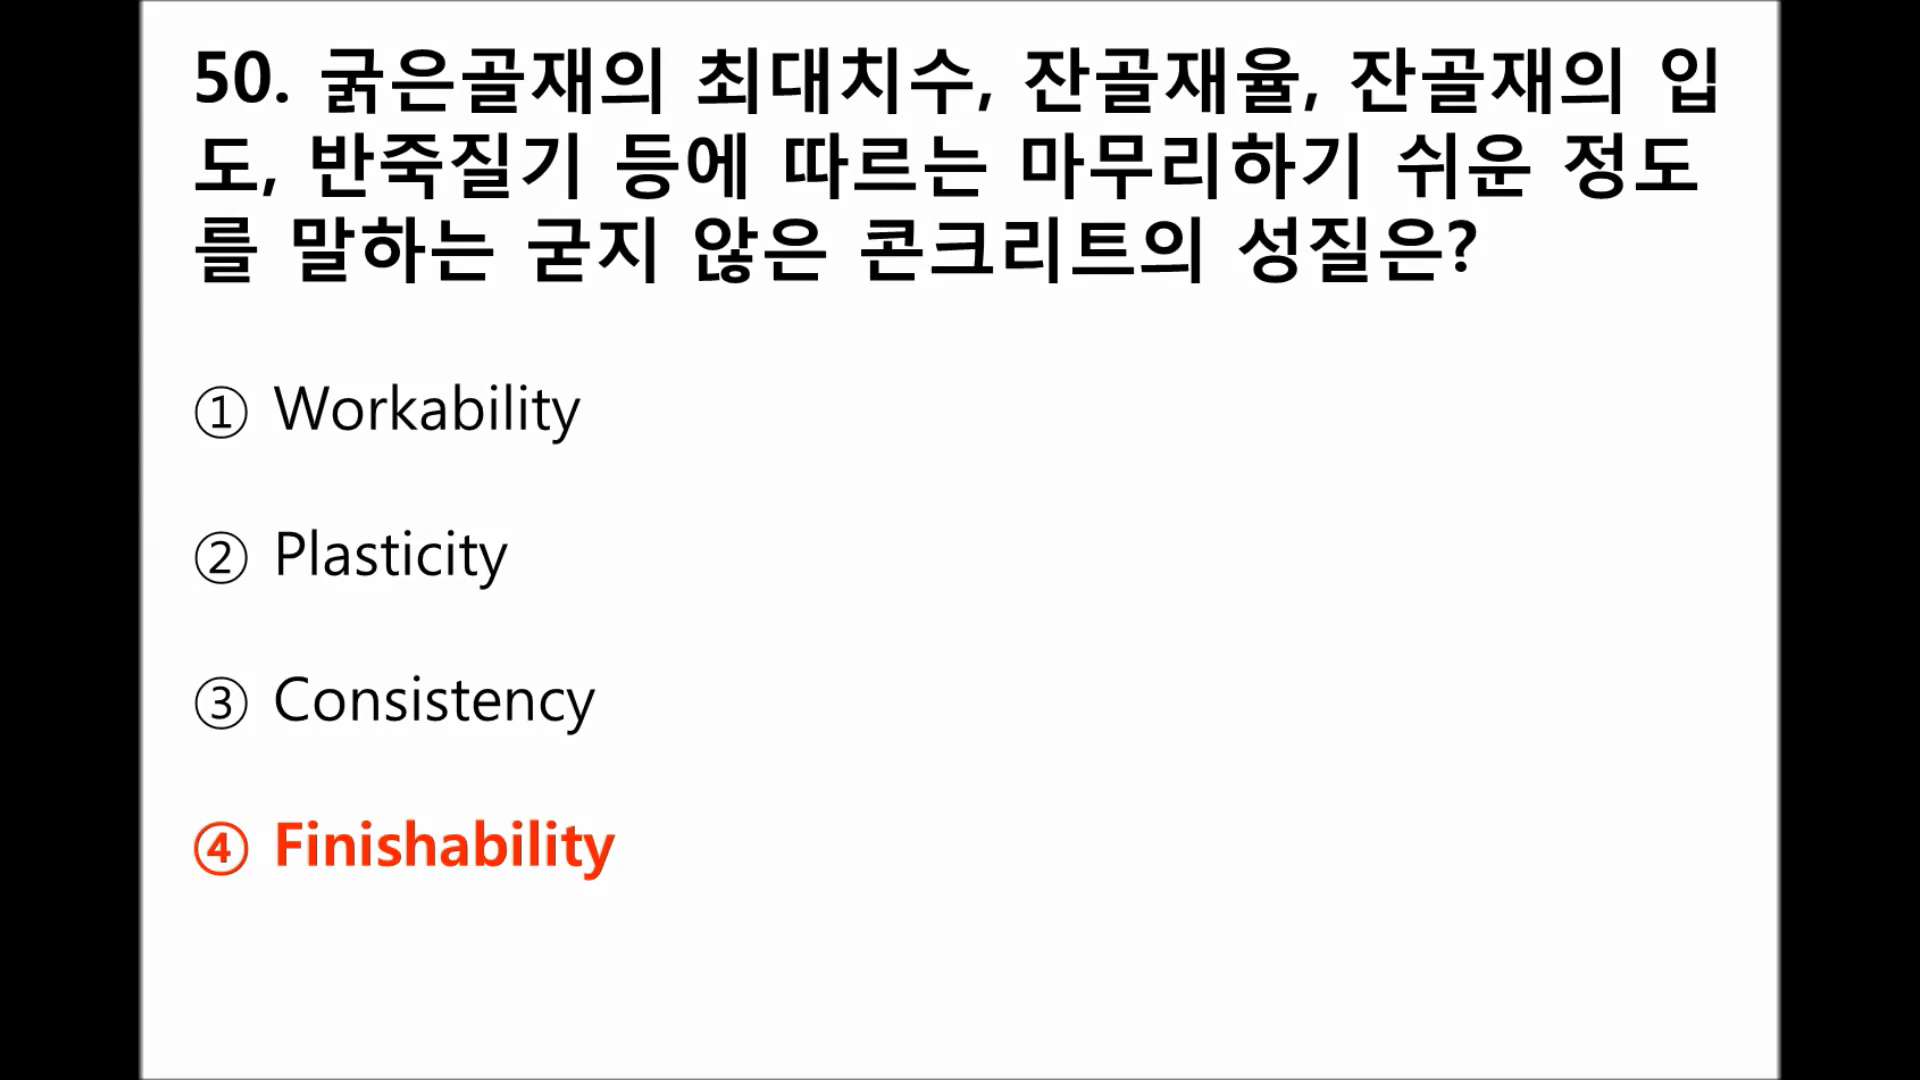 50. 굵은골재의 최대치수, 잔골재율, 잔골재의 입
도, 반죽질기 등에 따르는 마무리하기 쉬운 정도
를 말하는 굳지 않은 콘크리트의 성질은?
① Workability
② Plasticity
③ Consistency
④ Finishability